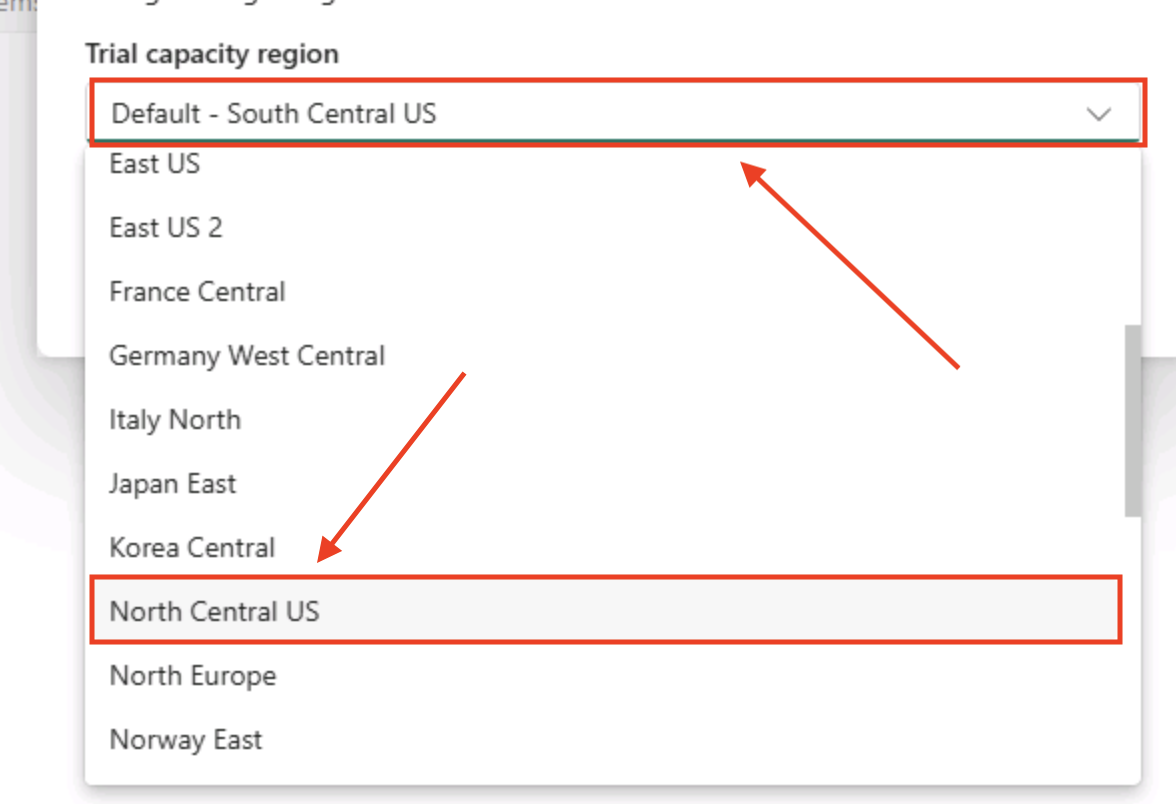 Trial capacity region
Default - South Central US
East US
East US 2
France Central
Germany West Central
Italy North
Japan East
Korea Central
North Central US
North Europe
Norway East